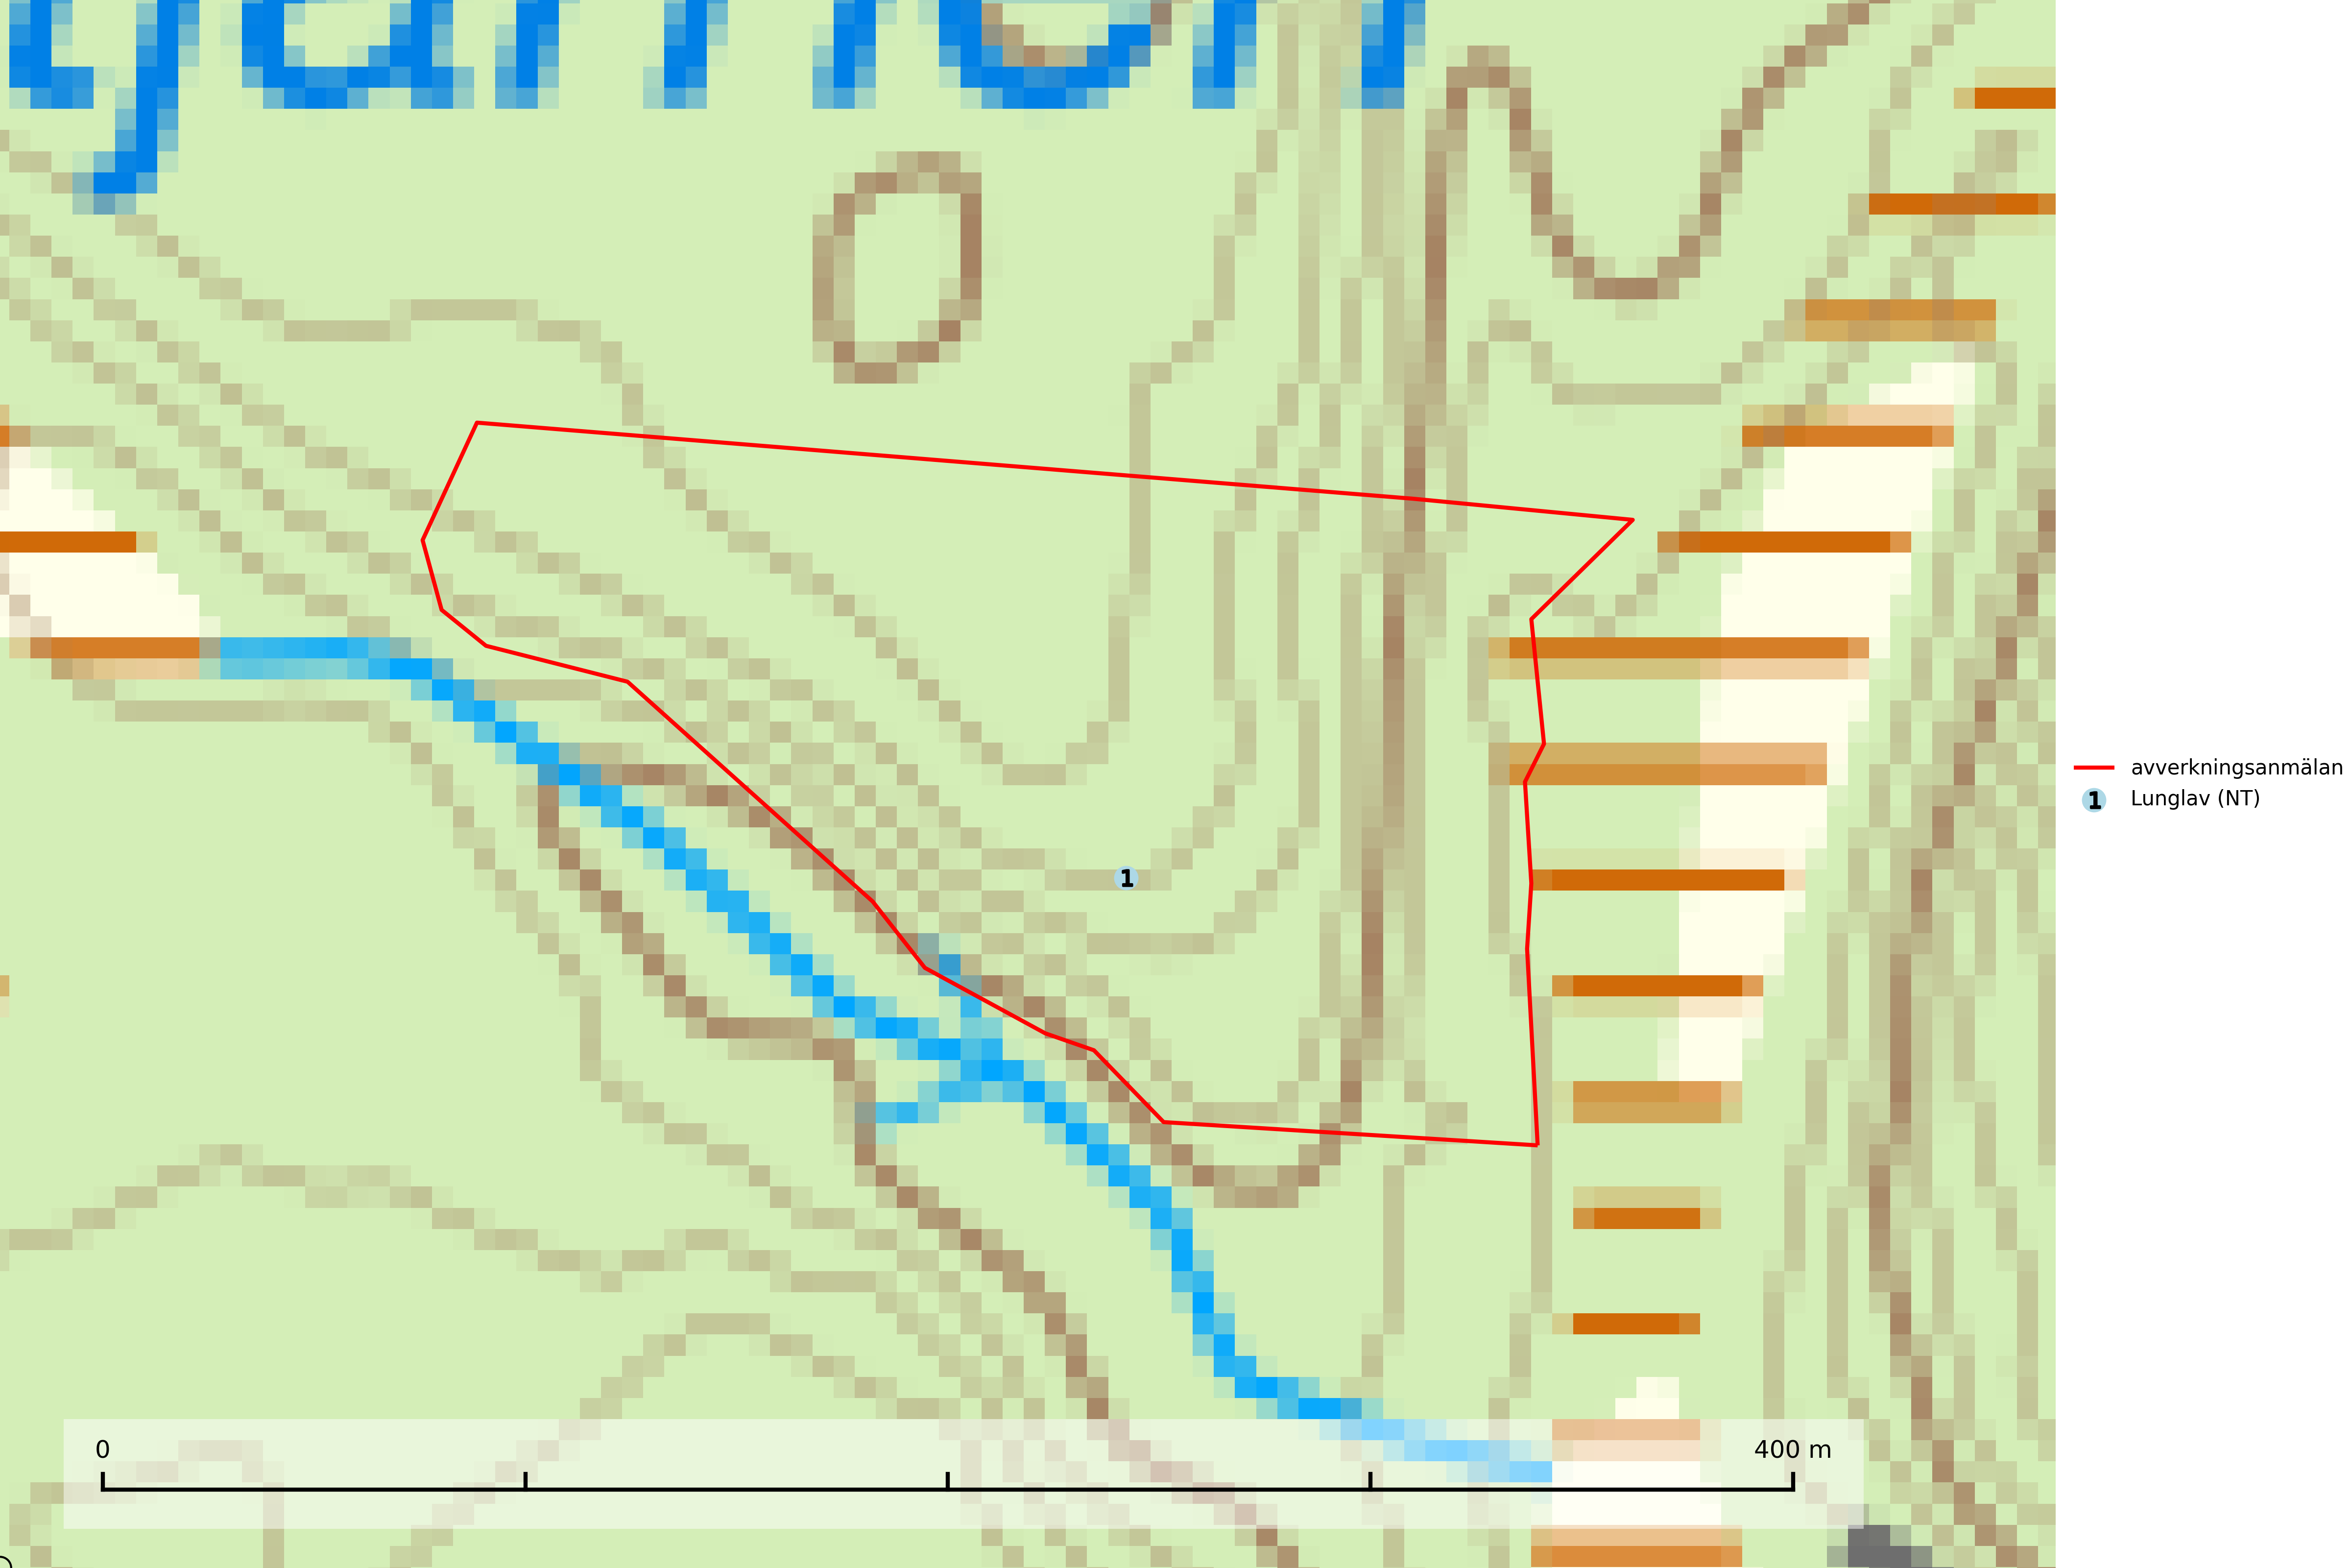 1
avverkningsanmälan
1 Lunglav (NT)
0 400 m